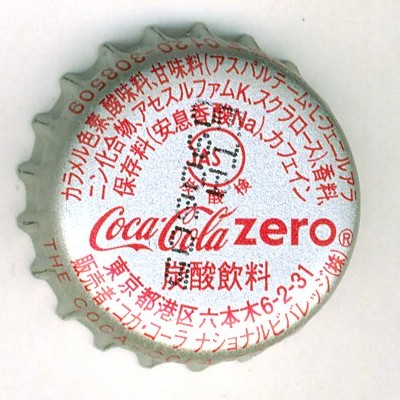 カラメル色素、酸味料、甘味料(アスパルテーム・L-フェニルアラ
ニン化合物、アセスルファムK、スクラロース)、香料、
保存料(安息香酸Na)、カフェイン
Coca-Cola zero®
炭酸飲料
東京都港区六本木6-2-31
販売者・コカ・コーラ ナショナルビバレッジ(株)
THE COCA